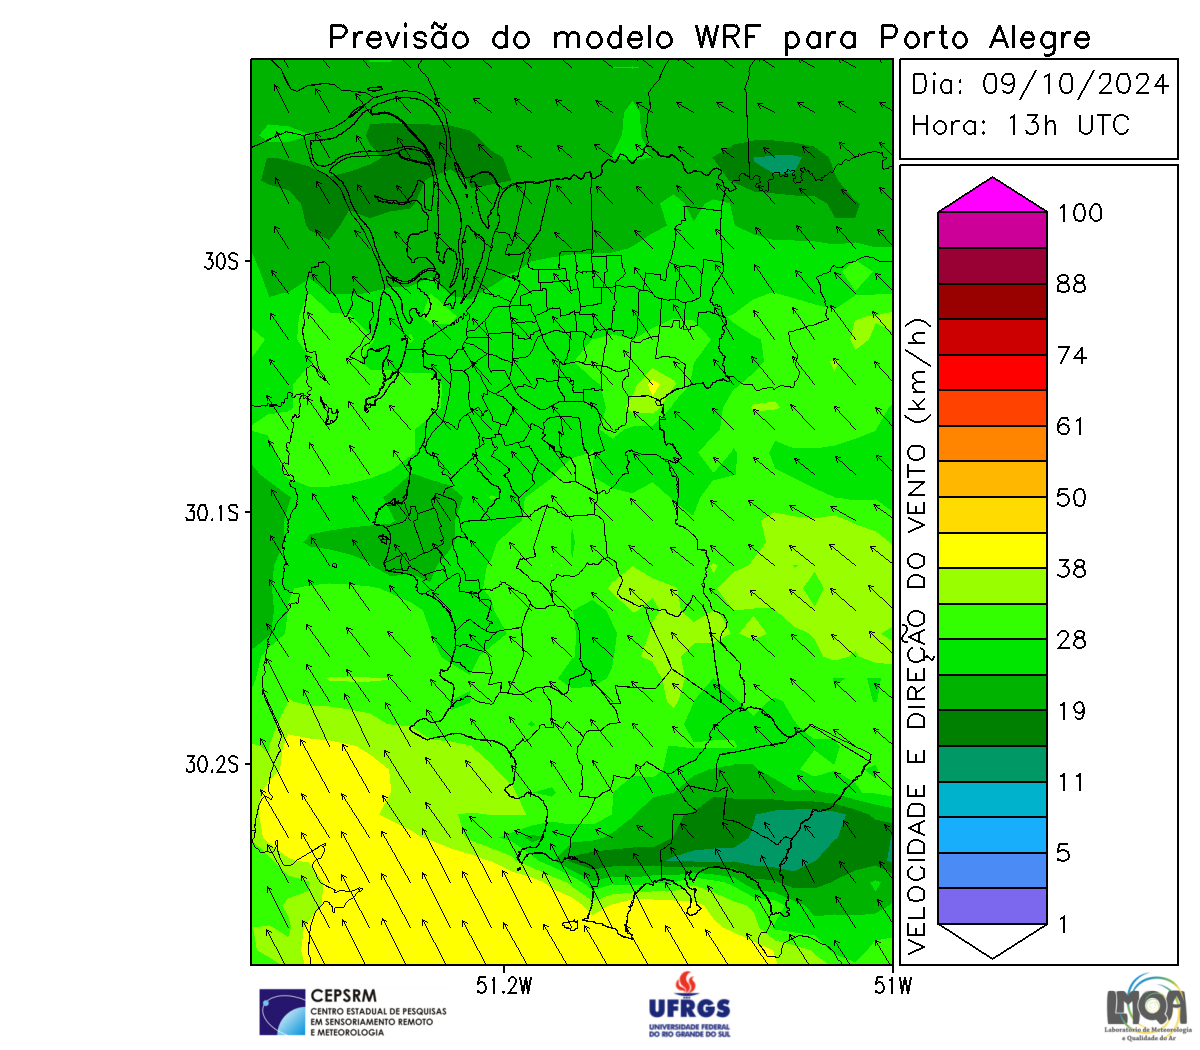 Previsão do modelo WRF para Porto Alegre
Dia: 09/10/2024
Hora: 13h UTC
100
88
74
61
50
38
28
19
11
5
1
VELOCIDADE E DIREÇÃO DO VENTO (km/h)
30S
30.1S
30.2S
51.2W
51W
CEPSRM
CENTRO ESTADUAL DE PESQUISAS
EM SENSORIAMENTO REMOTO
E METEOROLOGIA
UFRGS
UNIVERSIDADE FEDERAL
DO RIO GRANDE DO SUL
LMQA
Laboratório de Meteorologia
e Qualidade do Ar